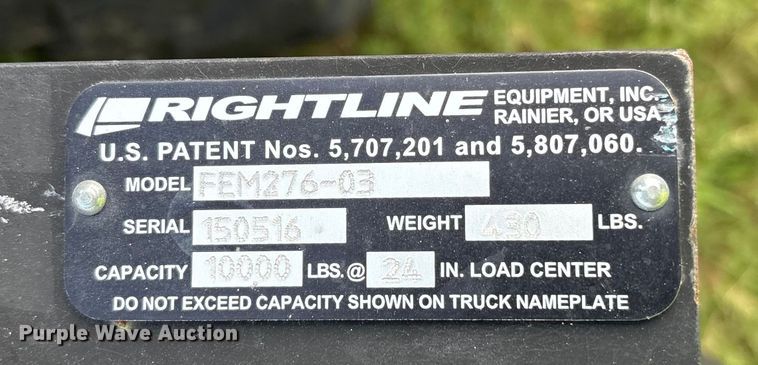 RIGHTLINE EQUIPMENT, INC.
RAINIER, OR USA
U.S. PATENT Nos. 5,707,201 and 5,807,060.
MODEL FEM276-03
SERIAL 150516 WEIGHT 430 LBS.
CAPACITY 10000 LBS.@ 24 IN. LOAD CENTER
DO NOT EXCEED CAPACITY SHOWN ON TRUCK NAMEPLATE
Purple Wave Auction